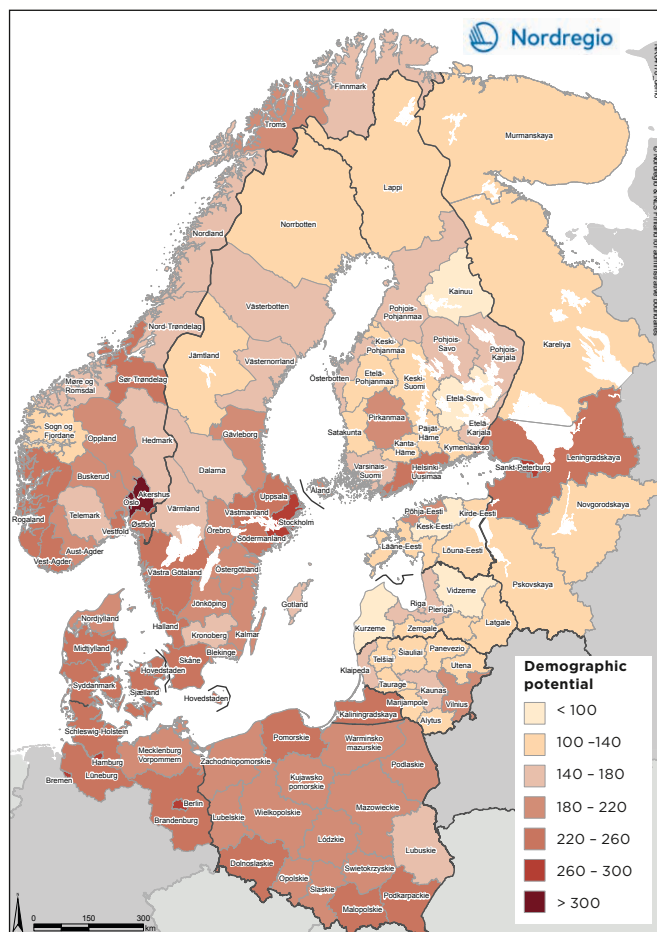 Nordregio
Finnmark
Troms
Murmanskaya
Lappi
Norrbotten
Nordland
Kainuu
Västerbotten
Pohjois-
Pohjanmaa
Kareliya
Nord-Trøndelag
Pohjois-
Savo
Pohjois-
Karjala
Keski-
Pohjanmaa
Jämtland
Västernorrland
Österbotten
Etelä-
Pohjanmaa
Keski-
Suomi
Møre og
Romsdal
Sør-Trøndelag
Etelä-Savo
Pirkanmaa
Sogn og
Fjordane
Oppland
Hedmark
Gävleborg
Satakunta
Päijät-
Häme
Etelä-
Karjala
Kanta-
Häme
Kymenlaakso
Leningradskaya
Dalarna
Varsinais-
Suomi
Helsinki-
Uusimaa
Sankt-Peterburg
Buskerud
Åland
Akershus
Oslo
Uppsala
Rogaland
Telemark
Värmland
Västmanland
Stockholm
Põhja-Eesti
Kirde-Eesti
Novgorodskaya
Vestfold
Østfold
Örebro
Södermanland
Kesk-Eesti
Aust-Agder
Lääne-Eesti
Lõuna-Eesti
Vest-Agder
Västra Götaland
Östergötland
Pskovskaya
Jönköping
Gotland
Riga
Vidzeme
Pieriga
Nordjylland
Halland
Kronoberg
Kalmar
Kurzeme
Zemgale
Latgale
Blekinge
Midtjylland
Hovedstaden
Skåne
Klaipeda
Telšiai
Šiauliai
Panevezio
Utena
Syddanmark
Sjælland
Taurage
Kaunas
Hovedstaden
Marijampole
Vilnius
Alytus
Kaliningradskaya
Schleswig-Holstein
Pomorskie
Warminsko
mazurskie
Mecklenburg
Vorpommern
Zachodniopomorskie
Podlaskie
Hamburg
Bremen
Lüneburg
Kujawsko
pomorskie
Berlin
Mazowieckie
Brandenburg
Lubelskie
Wielkopolskie
Łódzkie
Lubuskie
Dolnoslaskie
Swietokrzyskie
Opolskie
Slaskie
Podkarpackie
Malopolskie
Demographic
potential
< 100
100 -140
140 - 180
180 - 220
220 - 260
260 - 300
> 300
0 150 300
km